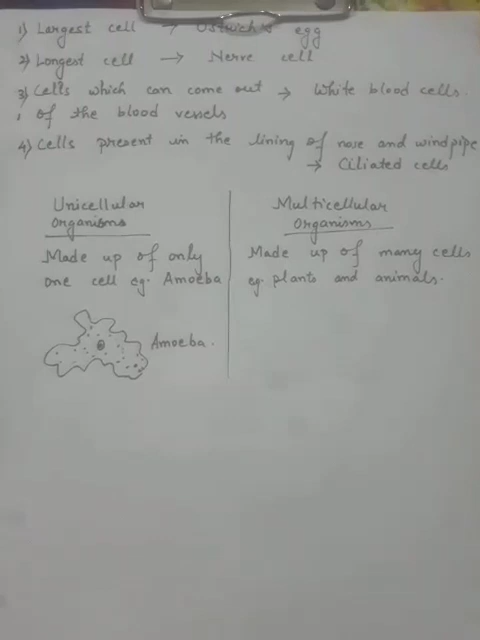 1) Largest cell → Ostrich's egg
2) Longest cell → Nerve cell
3) Cells which can come out → White blood cells.
of the blood vessels
4) Cells present in the lining of nose and windpipe
→ Ciliated cells
Unicellular
Organisms
Made up of only
one cell eg. Amoeba
Amoeba.
Multicellular
Organisms
Made up of many cells
eg. plants and animals.